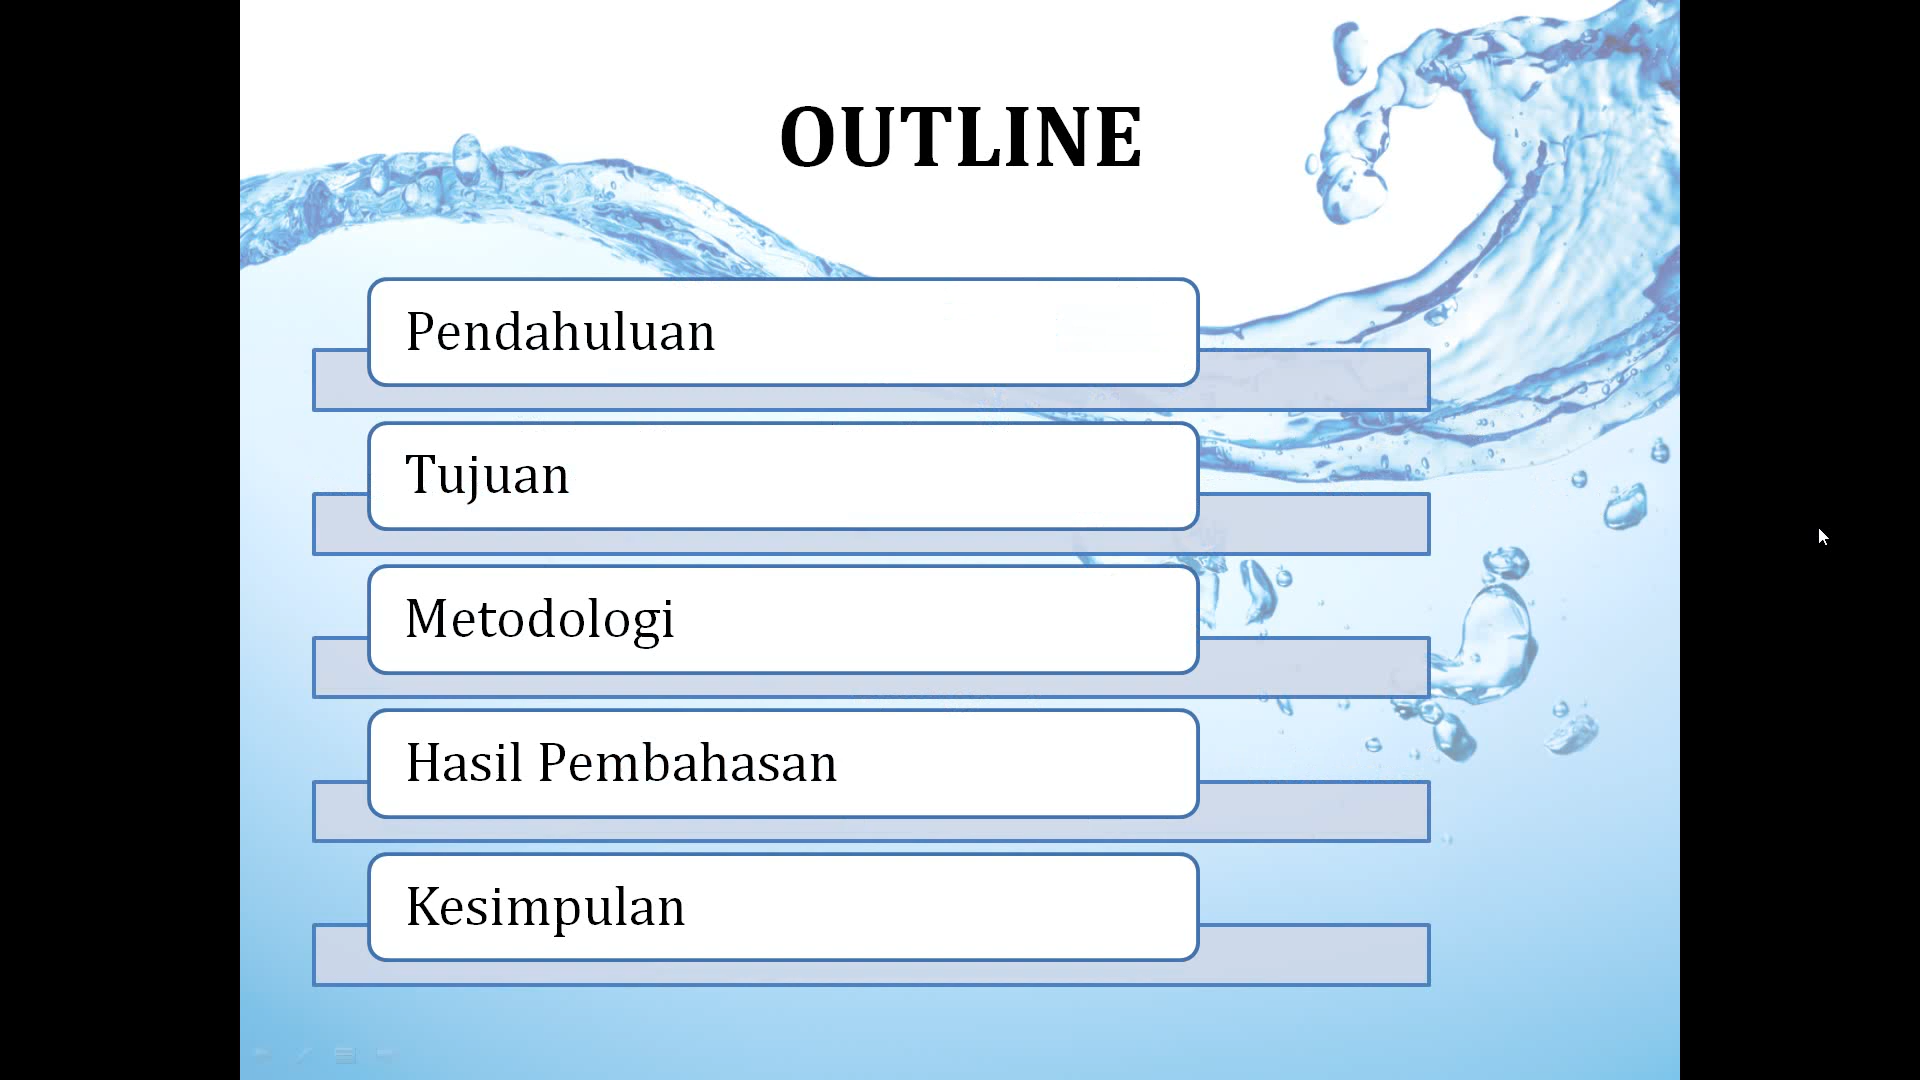 OUTLINE
Pendahuluan
Tujuan
Metodologi
Hasil Pembahasan
Kesimpulan